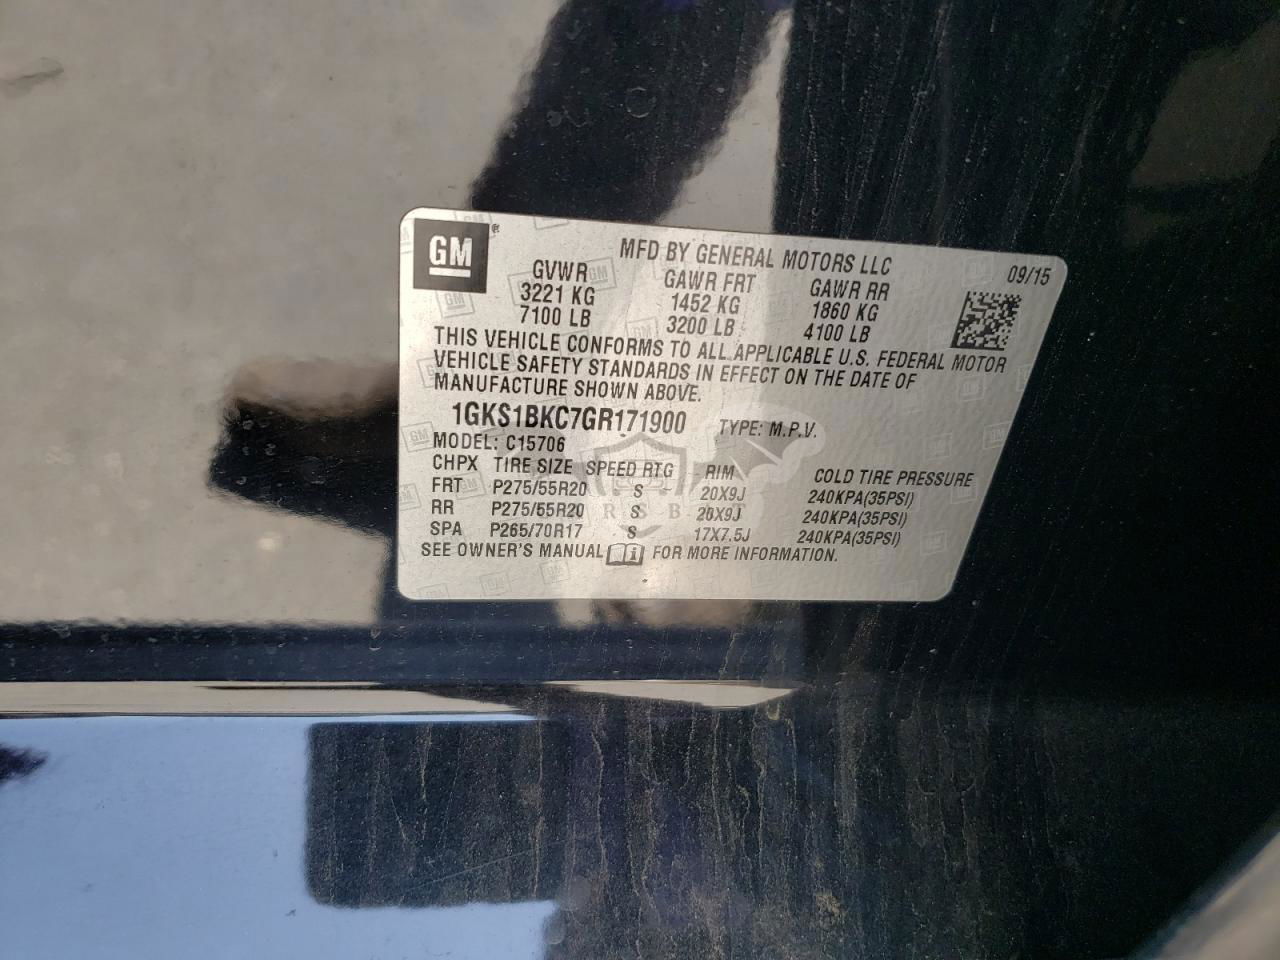 GM ®
MFD BY GENERAL MOTORS LLC
09/15
GVWR GAWR FRT GAWR RR
3221 KG 1452 KG 1860 KG
7100 LB 3200 LB 4100 LB
THIS VEHICLE CONFORMS TO ALL APPLICABLE U.S. FEDERAL MOTOR
VEHICLE SAFETY STANDARDS IN EFFECT ON THE DATE OF
MANUFACTURE SHOWN ABOVE.
1GKS1BKC7GR171900 TYPE: M.P.V.
MODEL: C15706
CHPX TIRE SIZE SPEED RTG RIM COLD TIRE PRESSURE
FRT P275/55R20 S 20X9J 240KPA(35PSI)
RR P275/55R20 S 20X9J 240KPA(35PSI)
SPA P265/70R17 S 17X7.5J 240KPA(35PSI)
SEE OWNER'S MANUAL i FOR MORE INFORMATION.